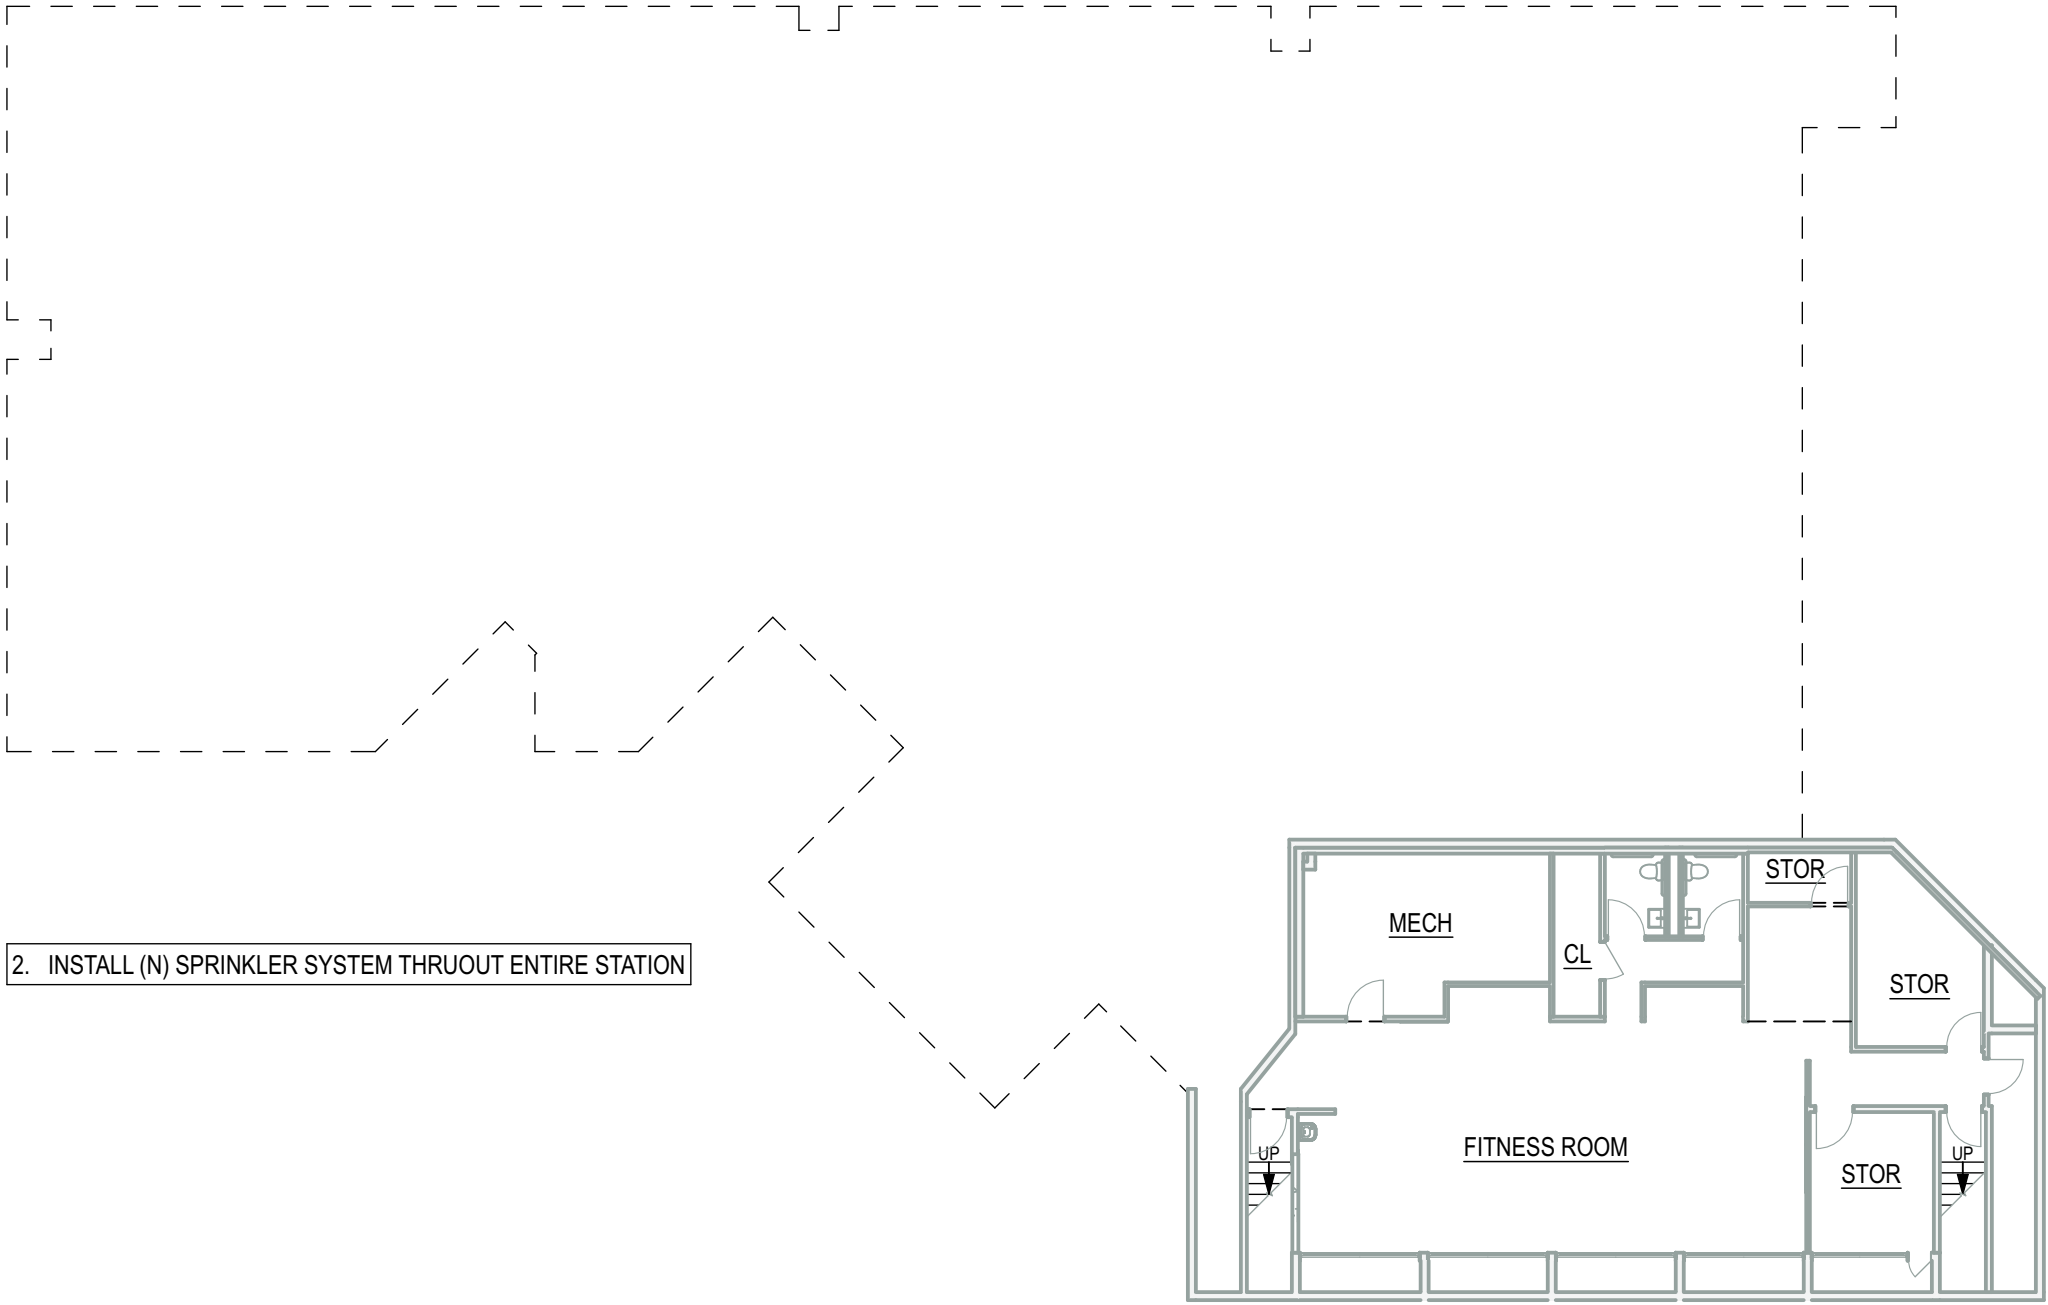 STOR
MECH
CL
2. INSTALL (N) SPRINKLER SYSTEM THRUOUT ENTIRE STATION
STOR
FITNESS ROOM
UP
UP
STOR